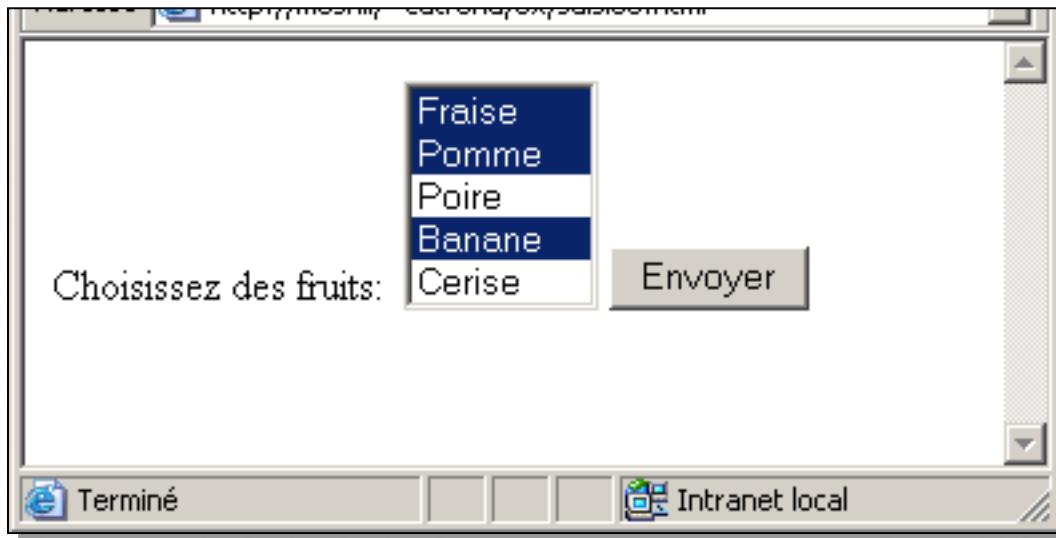 Fraise
Pomme
Poire
Banane
Cerise
Choisissez des fruits:
Envoyer
Terminé
Intranet local